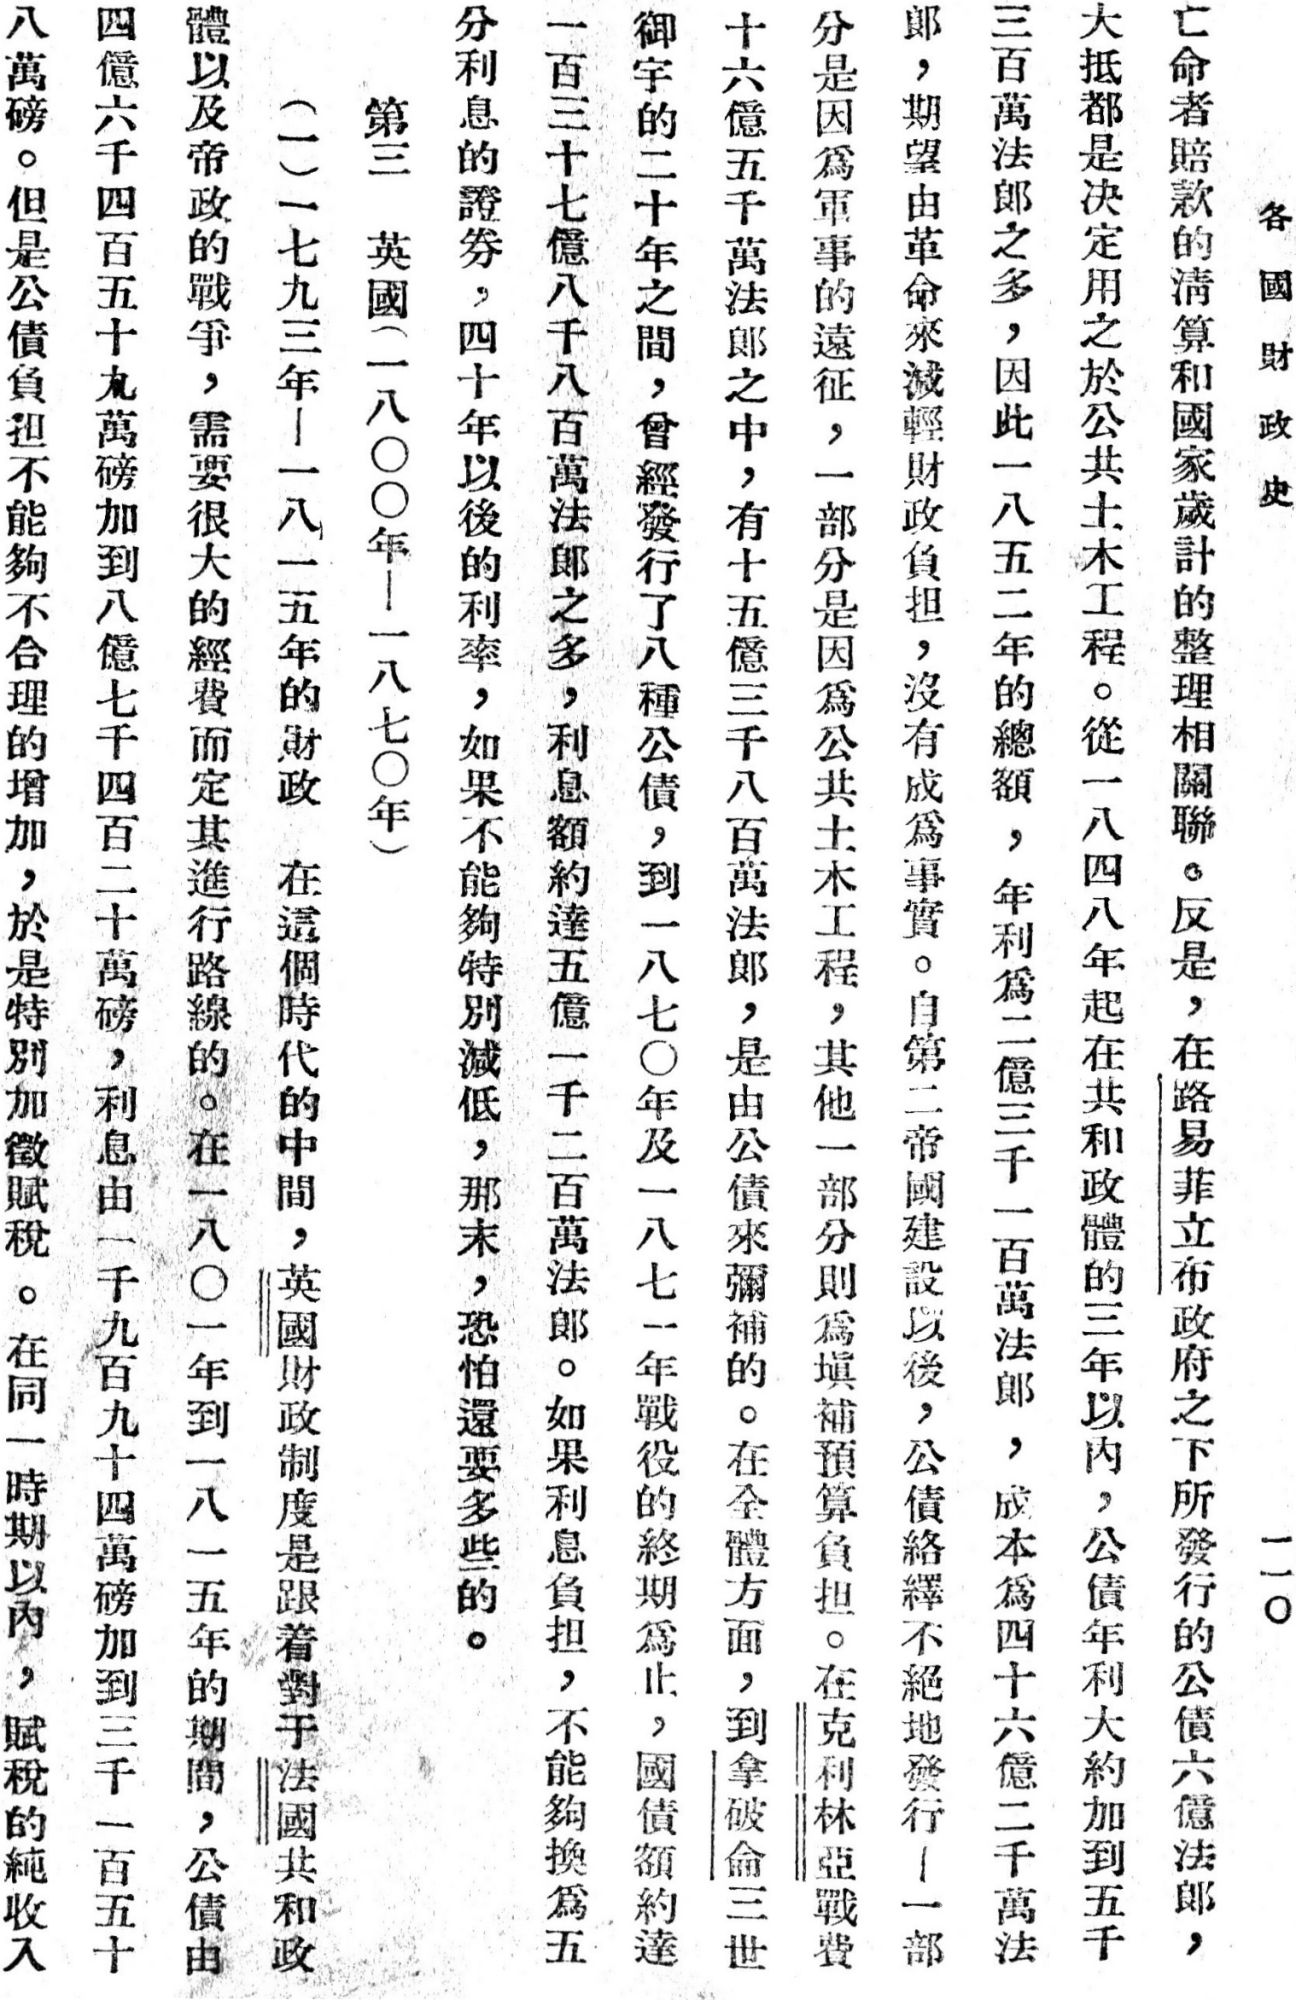 各國財政史
一一〇
亡命者賠款的淸算和國家歲計的整理相關聯。反是，在路易菲立布政府之下所發行的公債六億法郎，
大抵都是决定用之於公共土木工程。從一八四八年起在共和政體的三年以內，公債年利大約加到五千
三百萬法郎之多，因此一八五二年的總額，年利爲二億三千一百萬法郎，成本爲四十六億二千萬法
郎，期望由革命來減輕財政負担，沒有成爲事實。自第二帝國建設以後，公債絡繹不絕地發行—一部
分是因爲軍事的遠征，一部分是因爲公共土木工程，其他一部分則爲塡補預算負担。在克利林亞戰費
十六億五千萬法郎之中，有十五億三千八百萬法郎，是由公債來彌補的。在全體方面，到拿破侖三世
御宇的二十年之間，曾經發行了八種公債，到一八七〇年及一八七一年戰役的終期爲止，國債額約達
一百三十七億八千八百萬法郎之多，利息額約達五億一千二百萬法郎。如果利息負担，不能夠換爲五
分利息的證券，四十年以後的利率，如果不能夠特別減低，那末，恐怕還要多些的。
第三　英國（一八〇〇年—一八七〇年）
（一）一七九三年—一八一五年的財政　在這個時代的中間，英國財政制度是跟着對于法國共和政
體以及帝政的戰爭，需要很大的經費而定其進行路線的。在一八〇一年到一八一五年的期間，公債由
四億六千四百五十九萬磅加到八億七千四百二十萬磅，利息由一千九百九十四萬磅加到三千一百五十
八萬磅。但是公債負担不能夠不合理的增加，於是特別加徵賦稅。在同一時期以內，賦稅的純收入